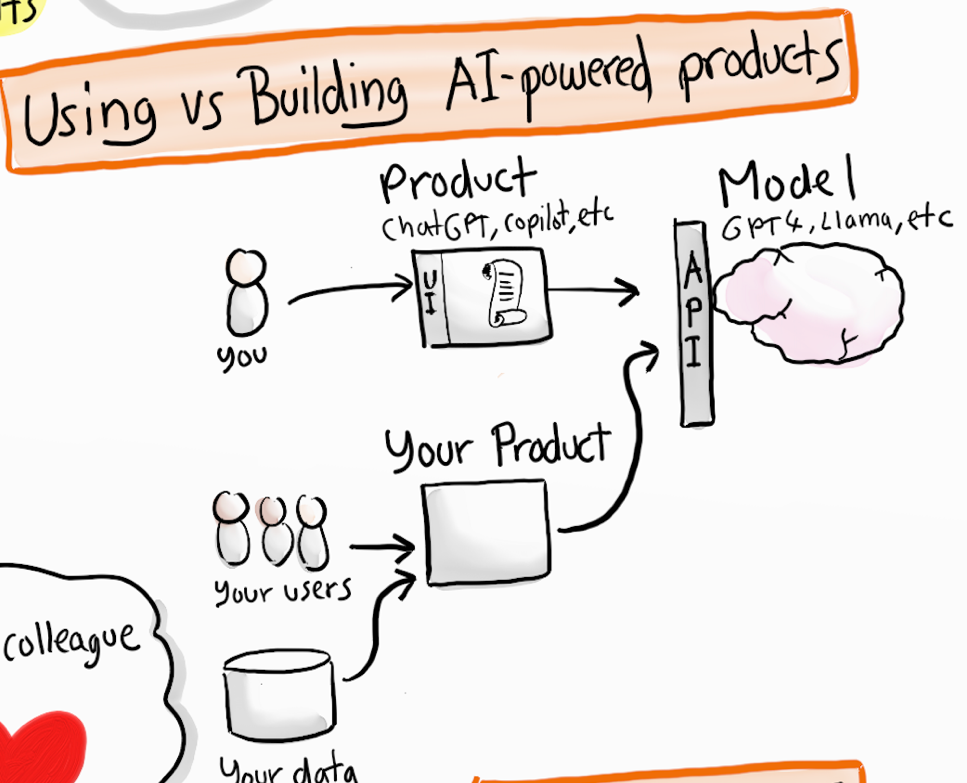 Using vs Building AI-powered products
Product
ChatGPT, copilot, etc
Model
GPT4, Llama, etc
UI
API
you
Your Product
Your users
colleague
Your data